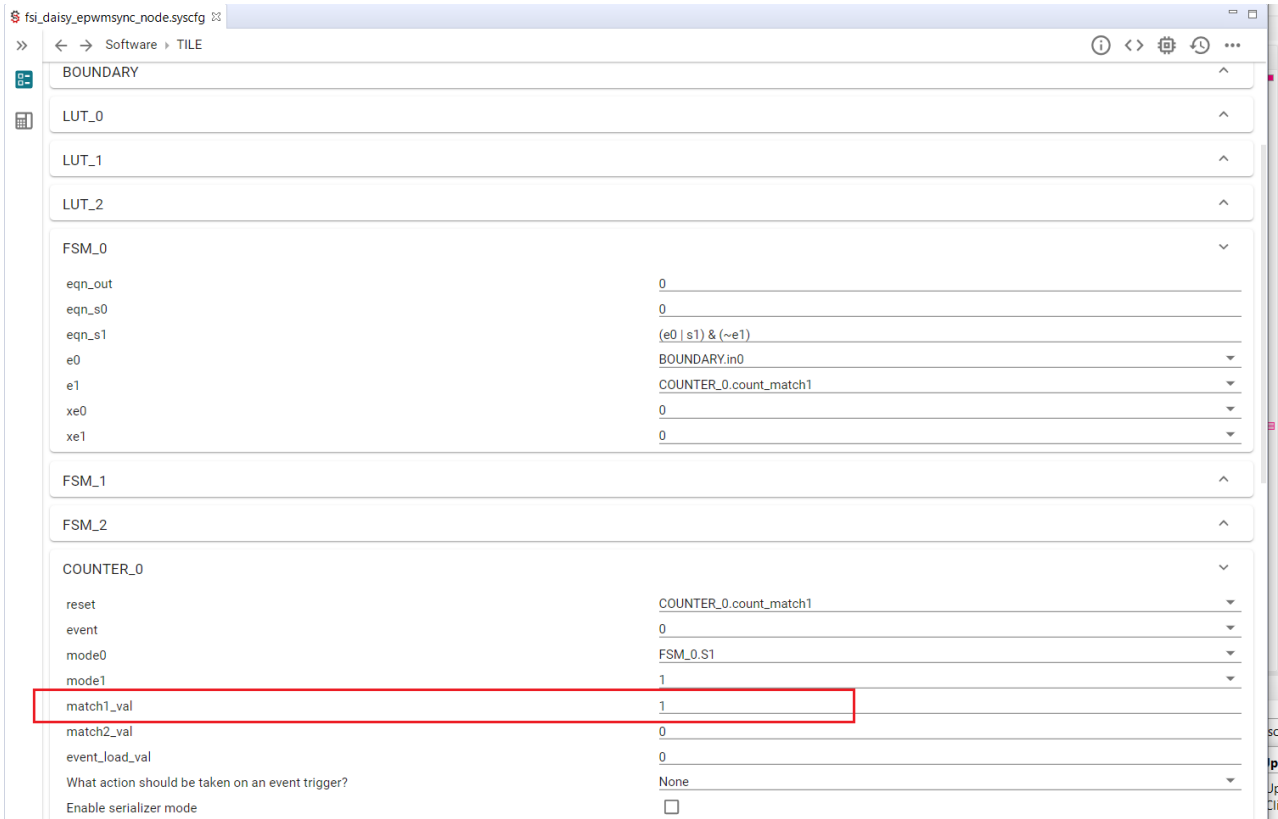 fsi_daisy_epwmsync_node.syscfg
Software TILE
BOUNDARY
LUT_0
LUT_1
LUT_2
FSM_0
eqn_out 0
eqn_s0 0
eqn_s1 (e0 | s1) & (~e1)
e0 BOUNDARY.in0
e1 COUNTER_0.count_match1
xe0 0
xe1 0
FSM_1
FSM_2
COUNTER_0
reset COUNTER_0.count_match1
event 0
mode0 FSM_0.S1
mode1 1
match1_val 1
match2_val 0
event_load_val 0
What action should be taken on an event trigger? None
Enable serializer mode